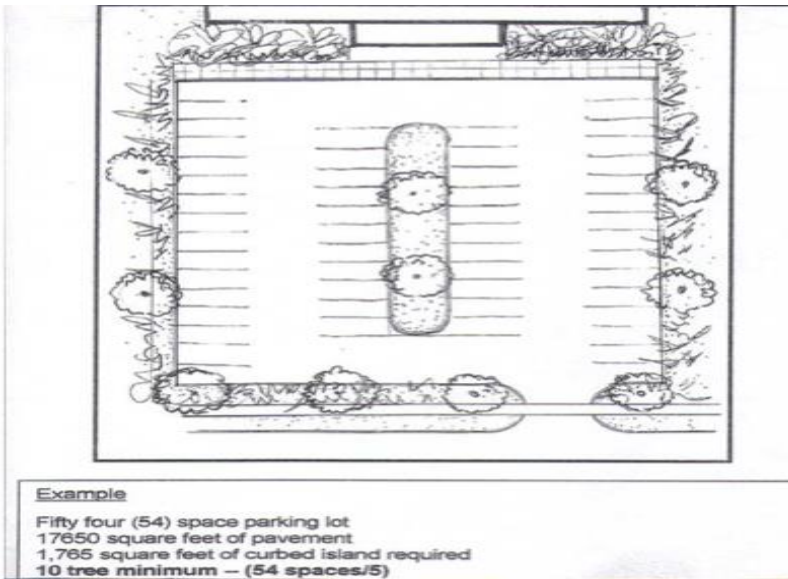 Example
Fifty four (54) space parking lot
17650 square feet of pavement
1,765 square feet of curbed island required
10 tree minimum – (54 spaces/5)